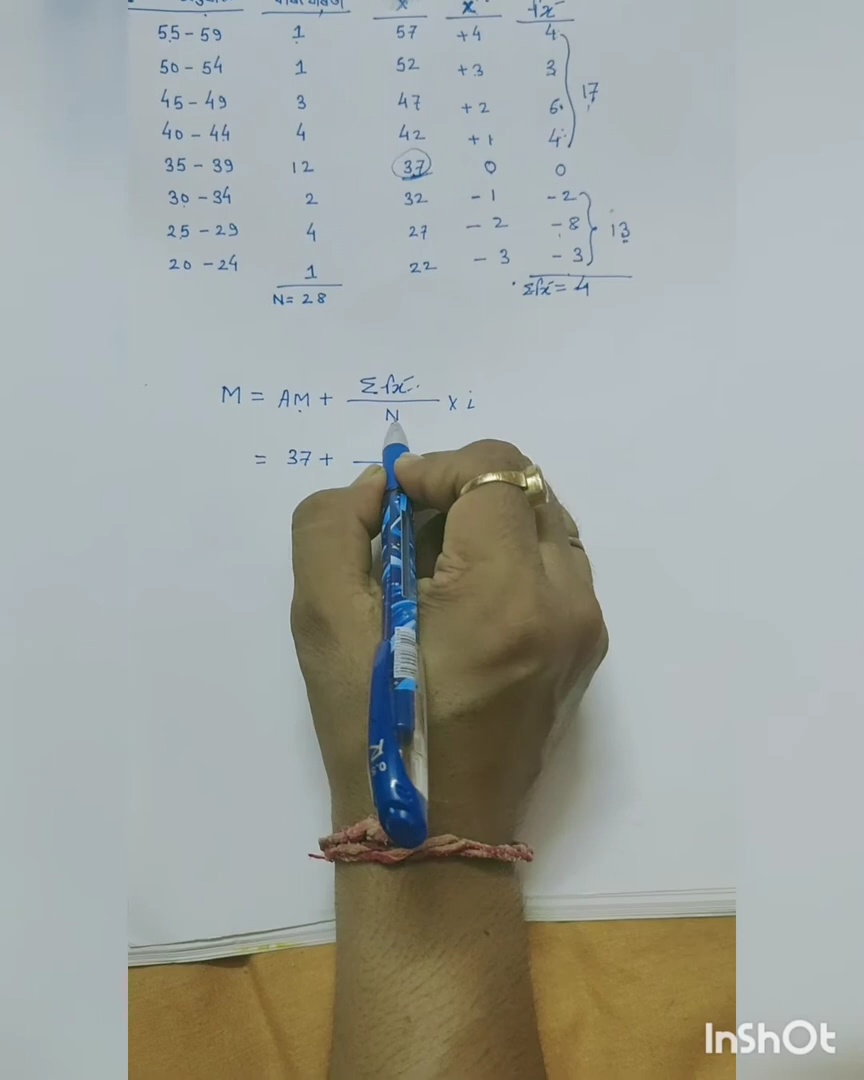 x x' fx'
55 - 59 1 57 +4 4
50 - 54 1 52 +3 3
45 - 49 3 47 +2 6
40 - 44 4 42 +1 4
17
35 - 39 12 37 0 0
30 - 34 2 32 - 1 - 2
25 - 29 4 27 - 2 - 8
13
20 - 24 1 22 - 3 - 3
N = 28 Σfx' = 4
M = AM + Σfx' / N x i
= 37 +
InShOt